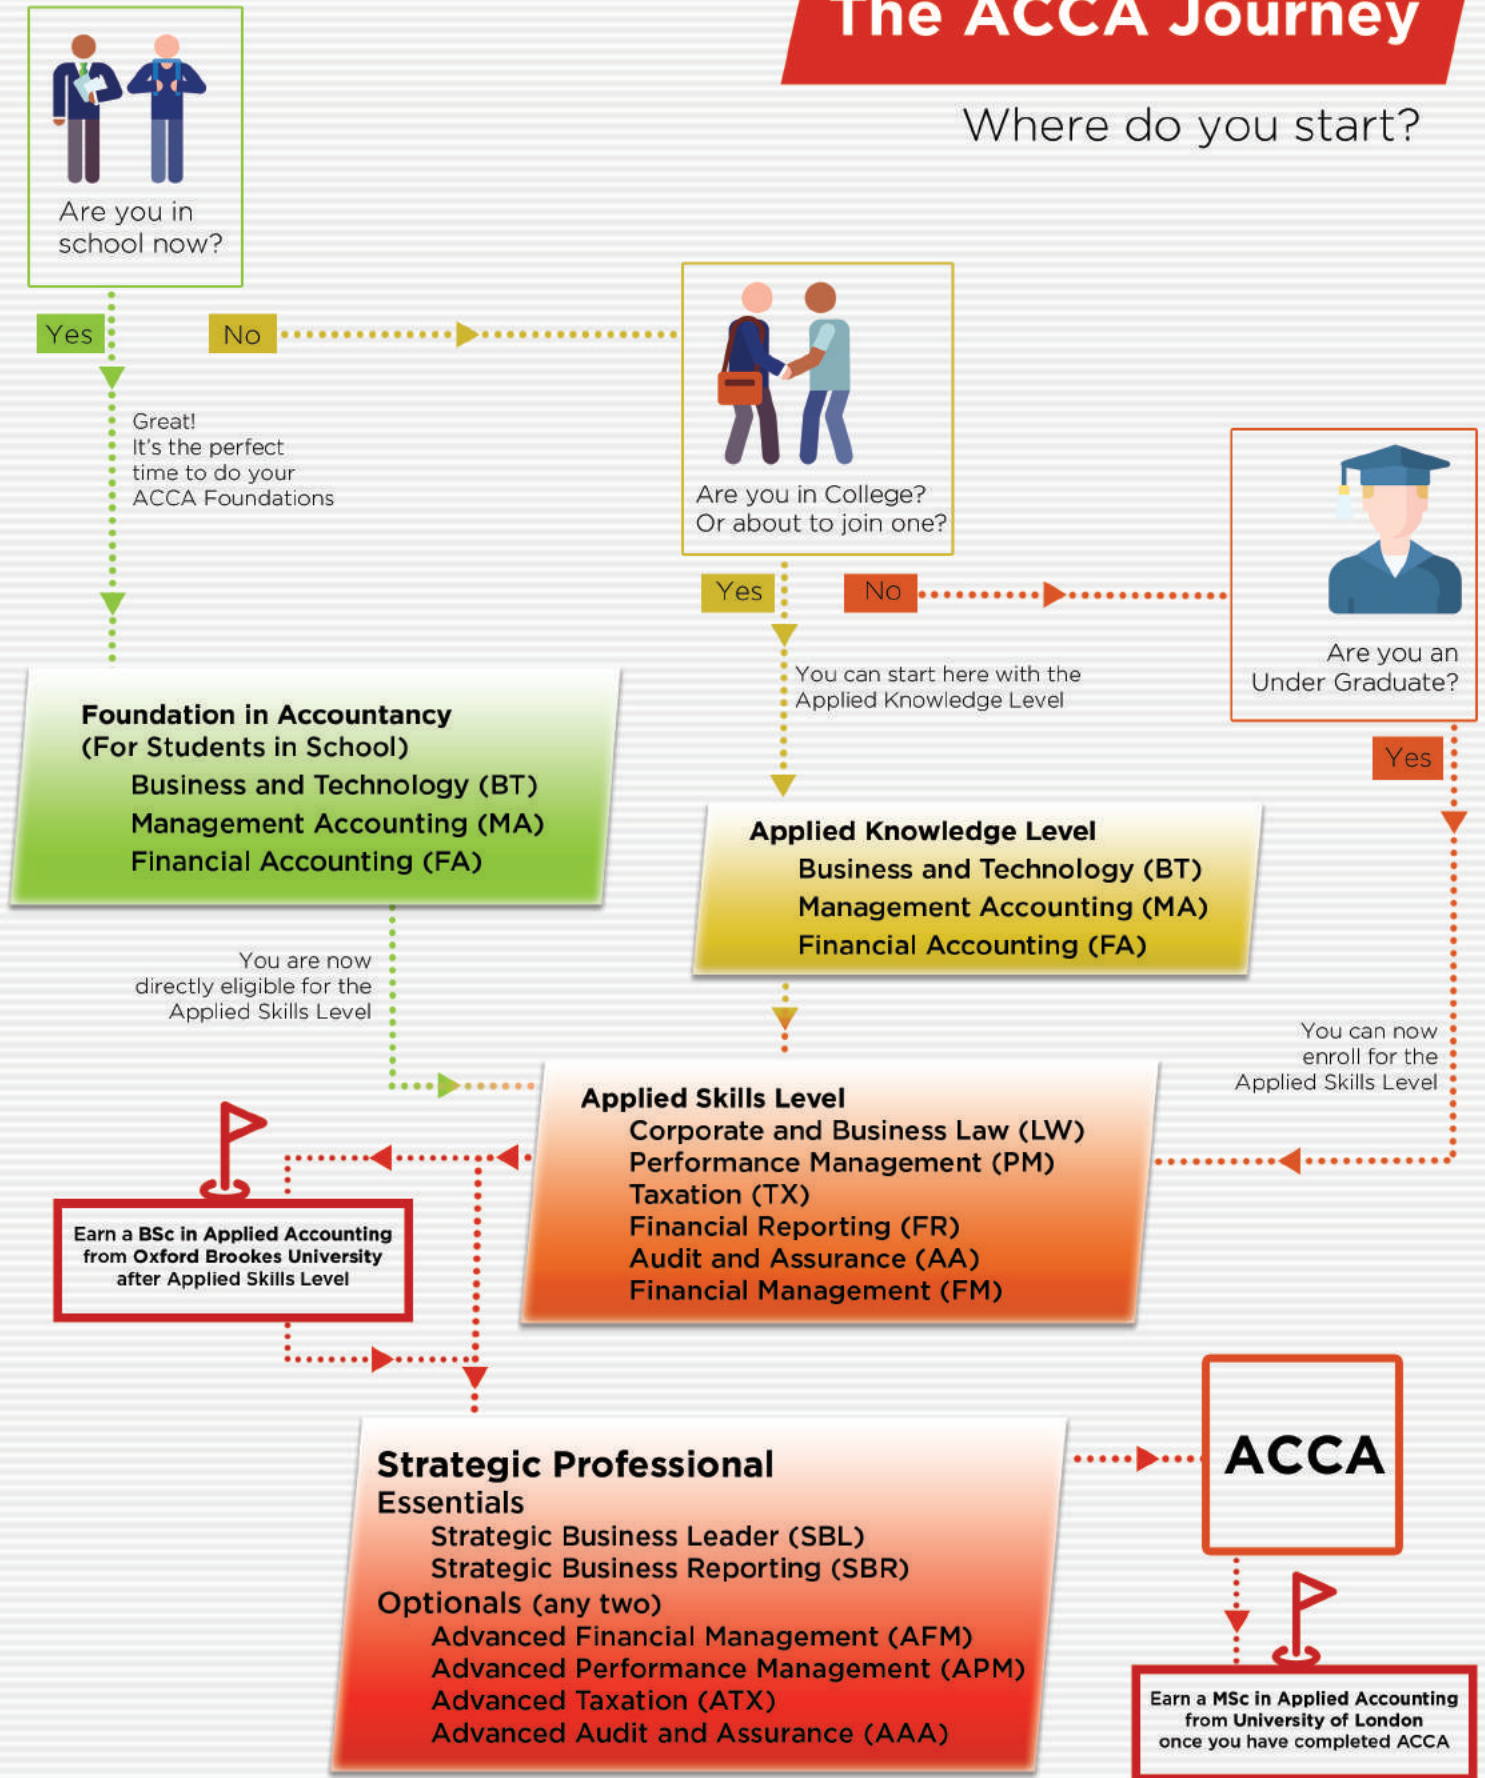 The ACCA Journey
Where do you start?
Are you in
school now?
Yes
No
Great!
It's the perfect
time to do your
ACCA Foundations
Are you in College?
Or about to join one?
Yes
No
You can start here with the
Applied Knowledge Level
Are you an
Under Graduate?
Yes
Foundation in Accountancy
(For Students in School)
Business and Technology (BT)
Management Accounting (MA)
Financial Accounting (FA)
Applied Knowledge Level
Business and Technology (BT)
Management Accounting (MA)
Financial Accounting (FA)
You are now
directly eligible for the
Applied Skills Level
You can now
enroll for the
Applied Skills Level
Applied Skills Level
Corporate and Business Law (LW)
Performance Management (PM)
Taxation (TX)
Financial Reporting (FR)
Audit and Assurance (AA)
Financial Management (FM)
Earn a BSc in Applied Accounting
from Oxford Brookes University
after Applied Skills Level
Strategic Professional
Essentials
Strategic Business Leader (SBL)
Strategic Business Reporting (SBR)
Optionals (any two)
Advanced Financial Management (AFM)
Advanced Performance Management (APM)
Advanced Taxation (ATX)
Advanced Audit and Assurance (AAA)
ACCA
Earn a MSc in Applied Accounting
from University of London
once you have completed ACCA